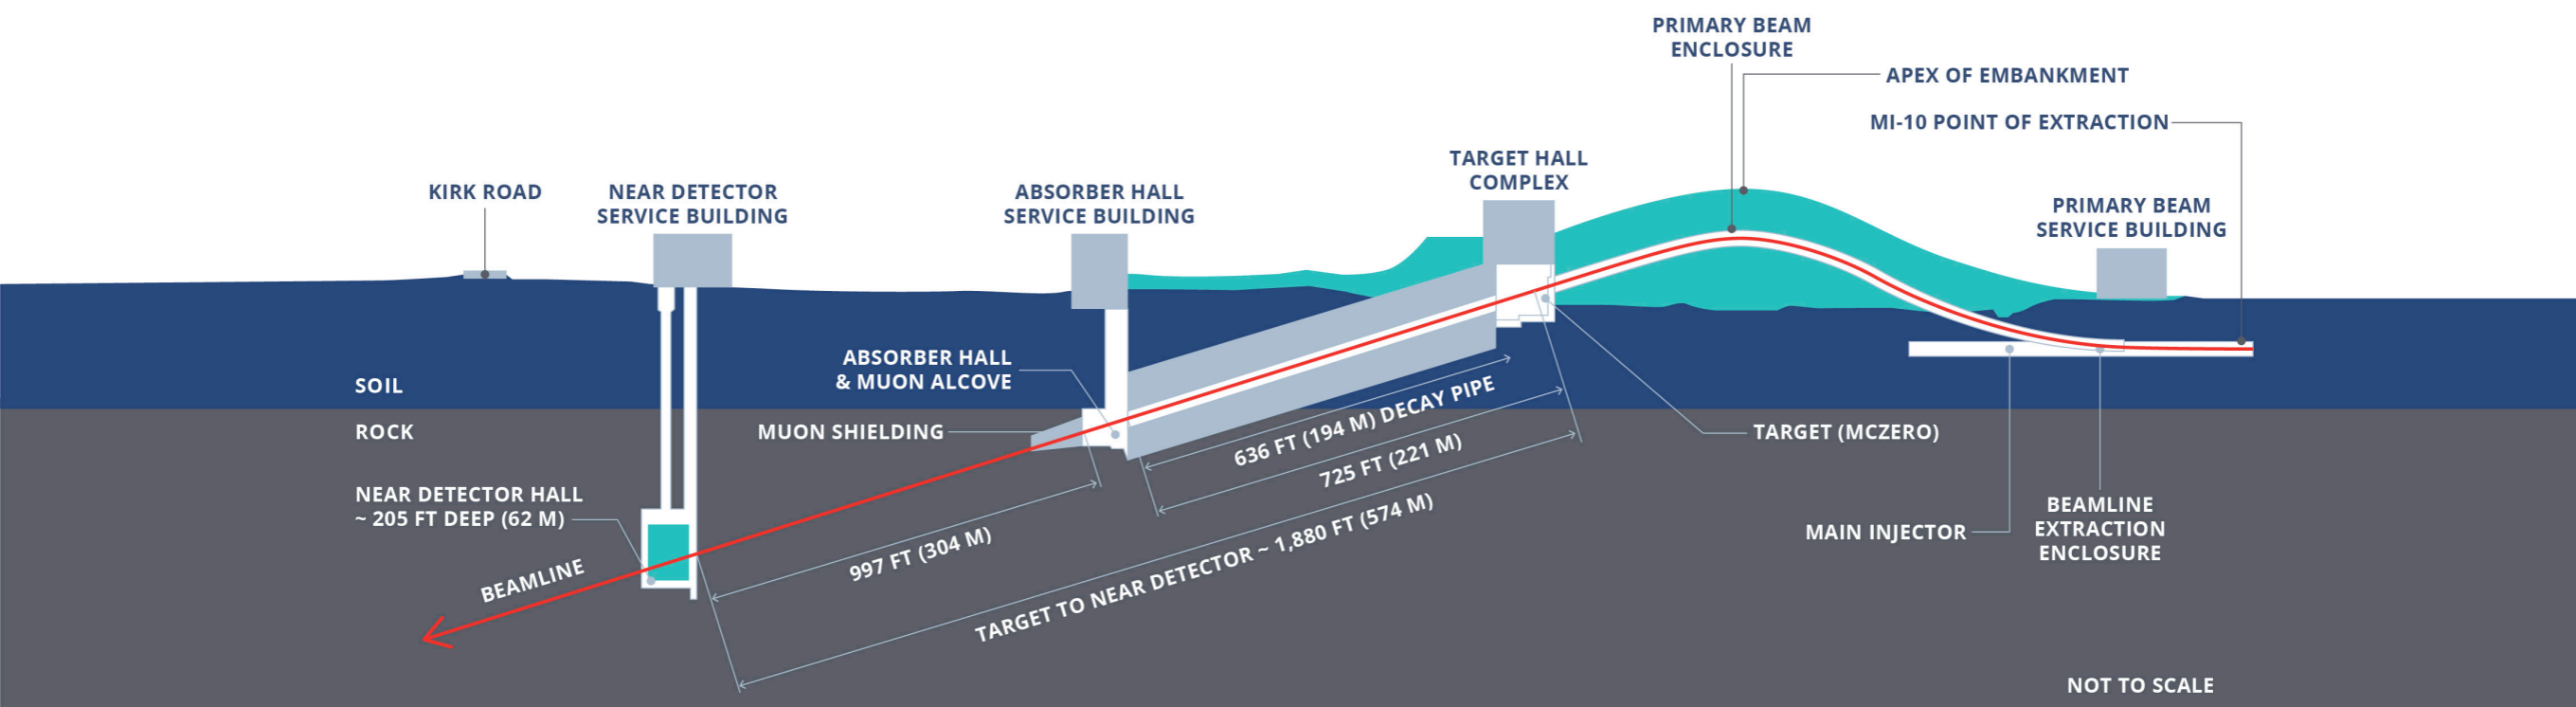 PRIMARY BEAM
ENCLOSURE
APEX OF EMBANKMENT
MI-10 POINT OF EXTRACTION
TARGET HALL
COMPLEX
KIRK ROAD
NEAR DETECTOR
SERVICE BUILDING
ABSORBER HALL
SERVICE BUILDING
PRIMARY BEAM
SERVICE BUILDING
ABSORBER HALL
& MUON ALCOVE
SOIL
ROCK
MUON SHIELDING
636 FT (194 M) DECAY PIPE
725 FT (221 M)
TARGET (MCZERO)
NEAR DETECTOR HALL
~ 205 FT DEEP (62 M)
997 FT (304 M)
TARGET TO NEAR DETECTOR ~ 1,880 FT (574 M)
MAIN INJECTOR
BEAMLINE
EXTRACTION
ENCLOSURE
BEAMLINE
NOT TO SCALE